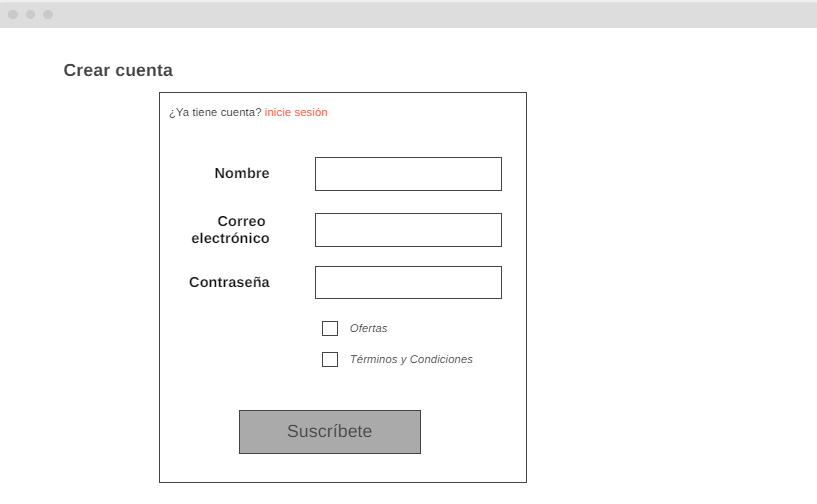 Crear cuenta
¿Ya tiene cuenta? inicie sesión
Nombre
Correo
electrónico
Contraseña
Ofertas
Términos y Condiciones
Suscríbete